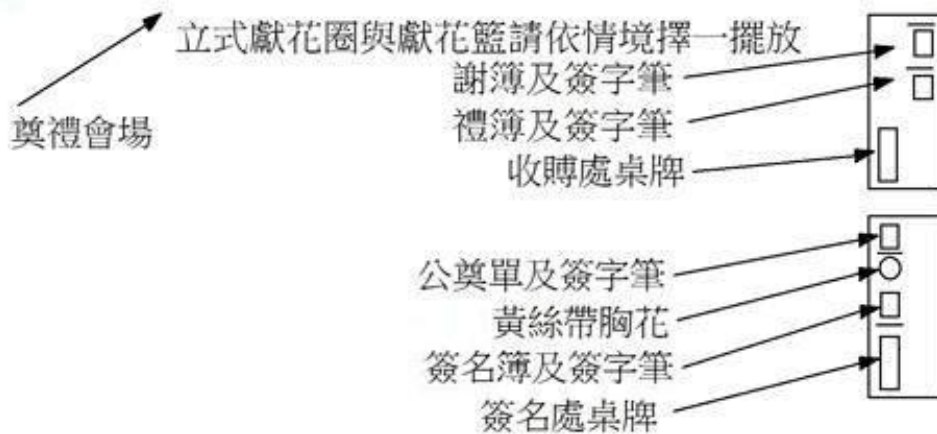 立式獻花圈與獻花籃請依情境擇一擺放
謝簿及簽字筆
禮簿及簽字筆
奠禮會場
收賻處桌牌
公奠單及簽字筆
黃絲帶胸花
簽名簿及簽字筆
簽名處桌牌